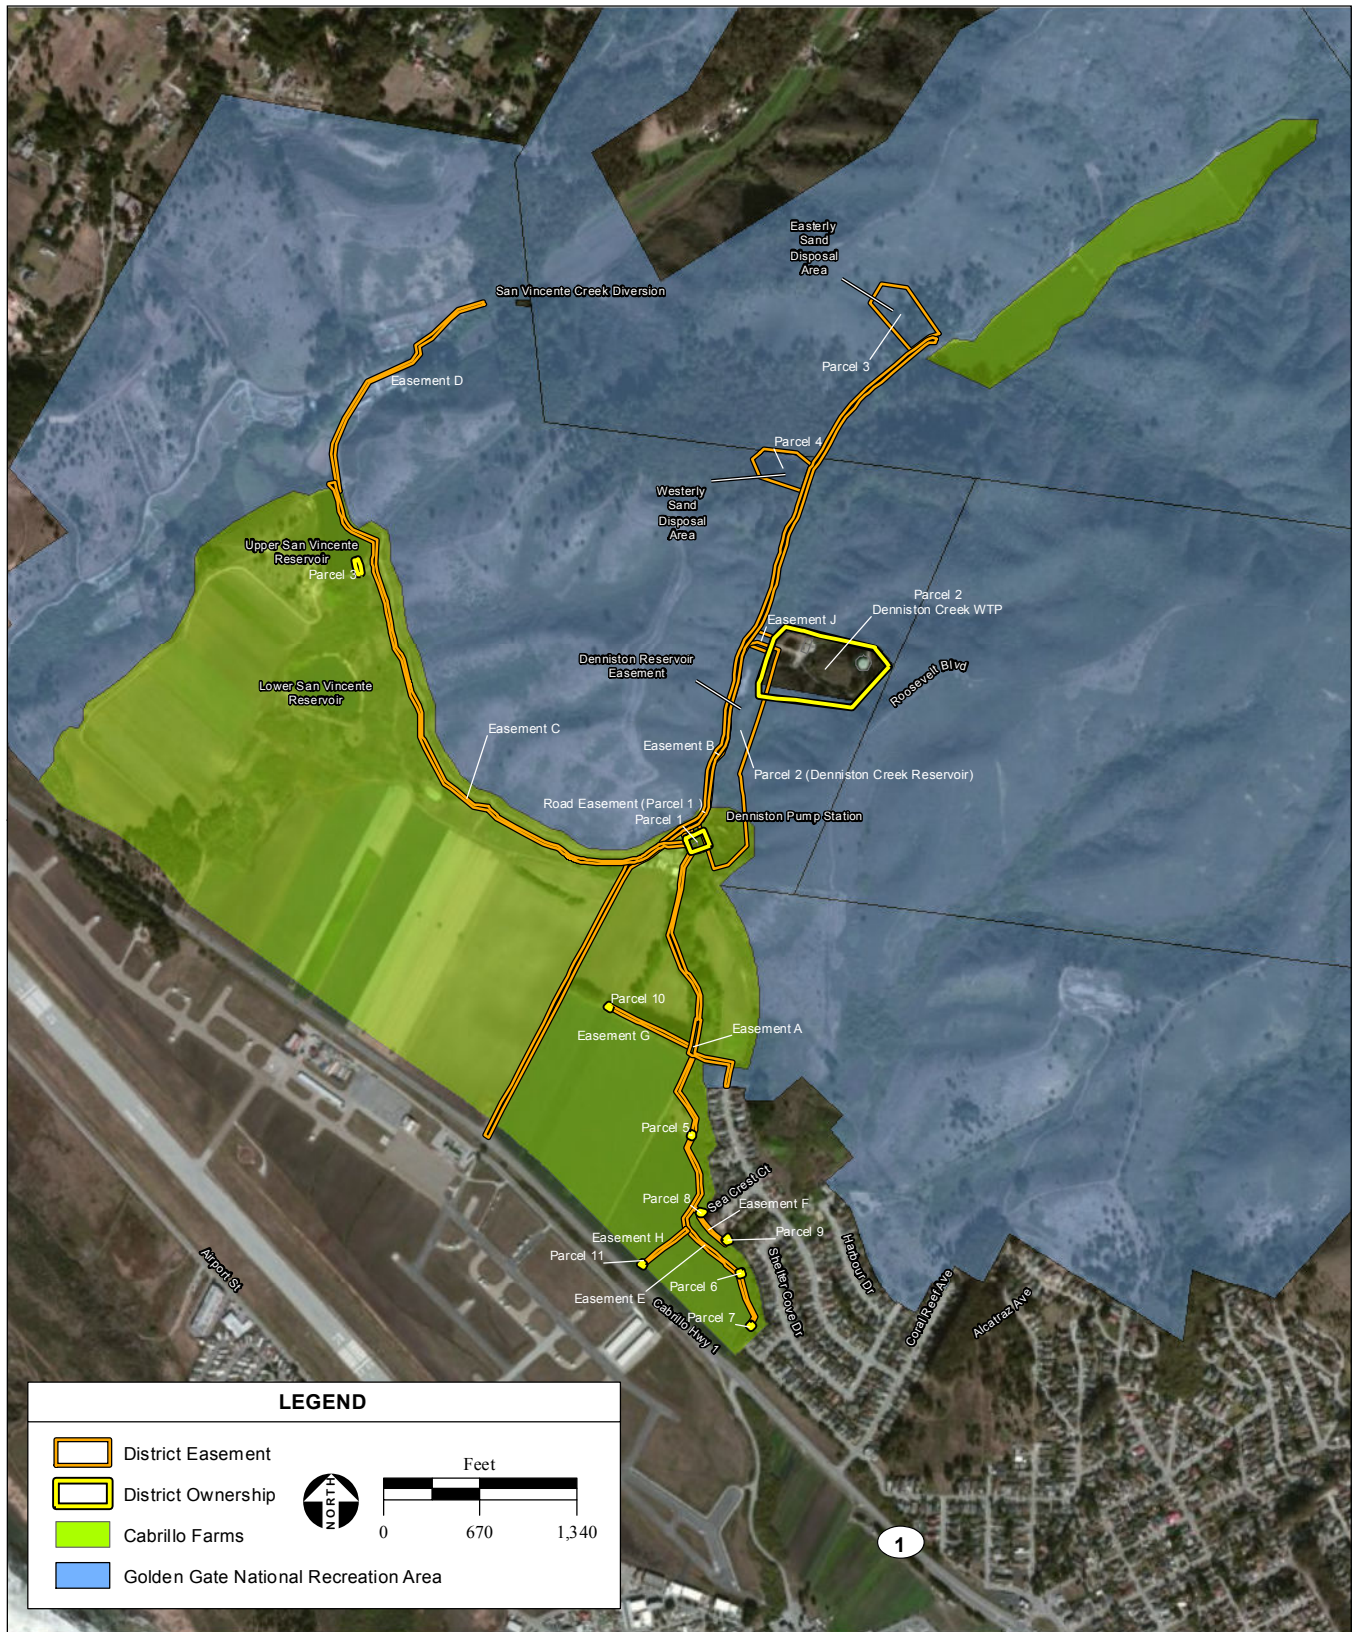 Easterly
Sand
Disposal
Area
San Vincente Creek Diversion
Parcel 3
Easement D
Parcel 4
Westerly
Sand
Disposal
Area
Upper San Vincente
Reservoir
Parcel 3
Parcel 2
Denniston Creek WTP
Easement J
Denniston Reservoir
Easement
Roosevelt Blvd
Lower San Vincente
Reservoir
Easement C
Easement B
Parcel 2 (Denniston Creek Reservoir)
Road Easement (Parcel 1 )
Parcel 1
Denniston Pump Station
Parcel 10
Easement G
Easement A
Parcel 5
Sea Crest Ct
Parcel 8
Easement F
Parcel 9
Easement H
Parcel 11
Parcel 6
Easement E
Parcel 7
Cabrillo Hwy 1
Shelter Cove Dr
Harbour Dr
Coral Reef Ave
Alcatraz Ave
Airport St
LEGEND
District Easement
District Ownership
Cabrillo Farms
Golden Gate National Recreation Area
NORTH
Feet
0 670 1,340
1